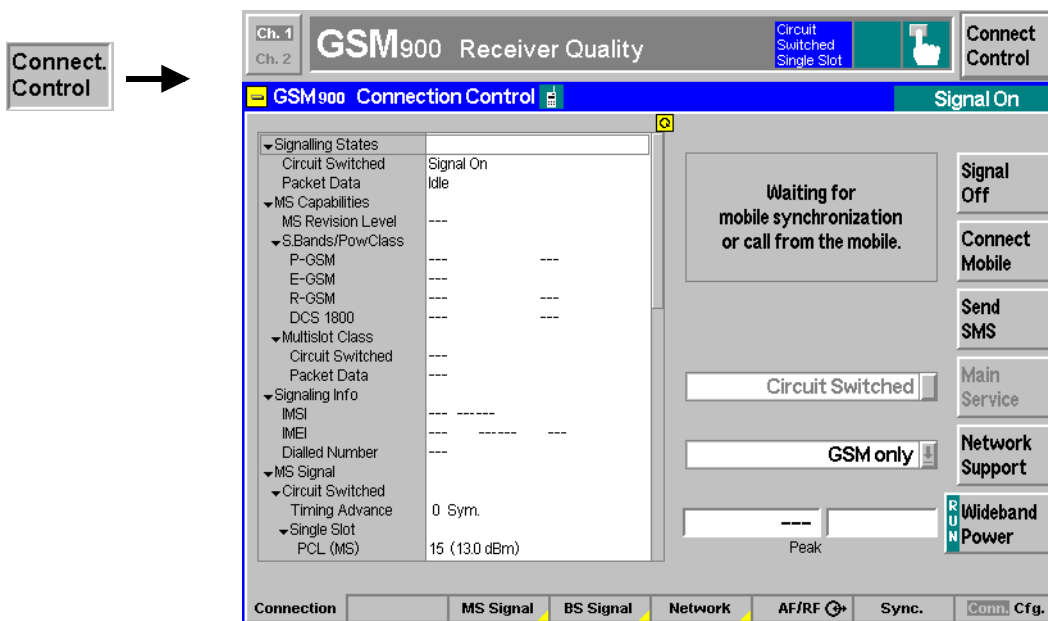 Connect.
Control
Ch. 1
Ch. 2
GSM900 Receiver Quality
Circuit
Switched
Single Slot
Connect
Control
GSM900 Connection Control
Signal On
Signalling States
Circuit Switched Signal On
Packet Data Idle
MS Capabilities
MS Revision Level ---
S.Bands/PowClass
P-GSM --- ---
E-GSM ---
R-GSM --- ---
DCS 1800 --- ---
Multislot Class
Circuit Switched ---
Packet Data ---
Signaling Info
IMSI --- ------
IMEI --- ------ ---
Dialled Number ---
MS Signal
Circuit Switched
Timing Advance 0 Sym.
Single Slot
PCL (MS) 15 (13.0 dBm)
Waiting for
mobile synchronization
or call from the mobile.
Circuit Switched
GSM only
---
Peak
Signal
Off
Connect
Mobile
Send
SMS
Main
Service
Network
Support
RUN
Wideband
Power
Connection MS Signal BS Signal Network AF/RF Sync. Conn. Cfg.